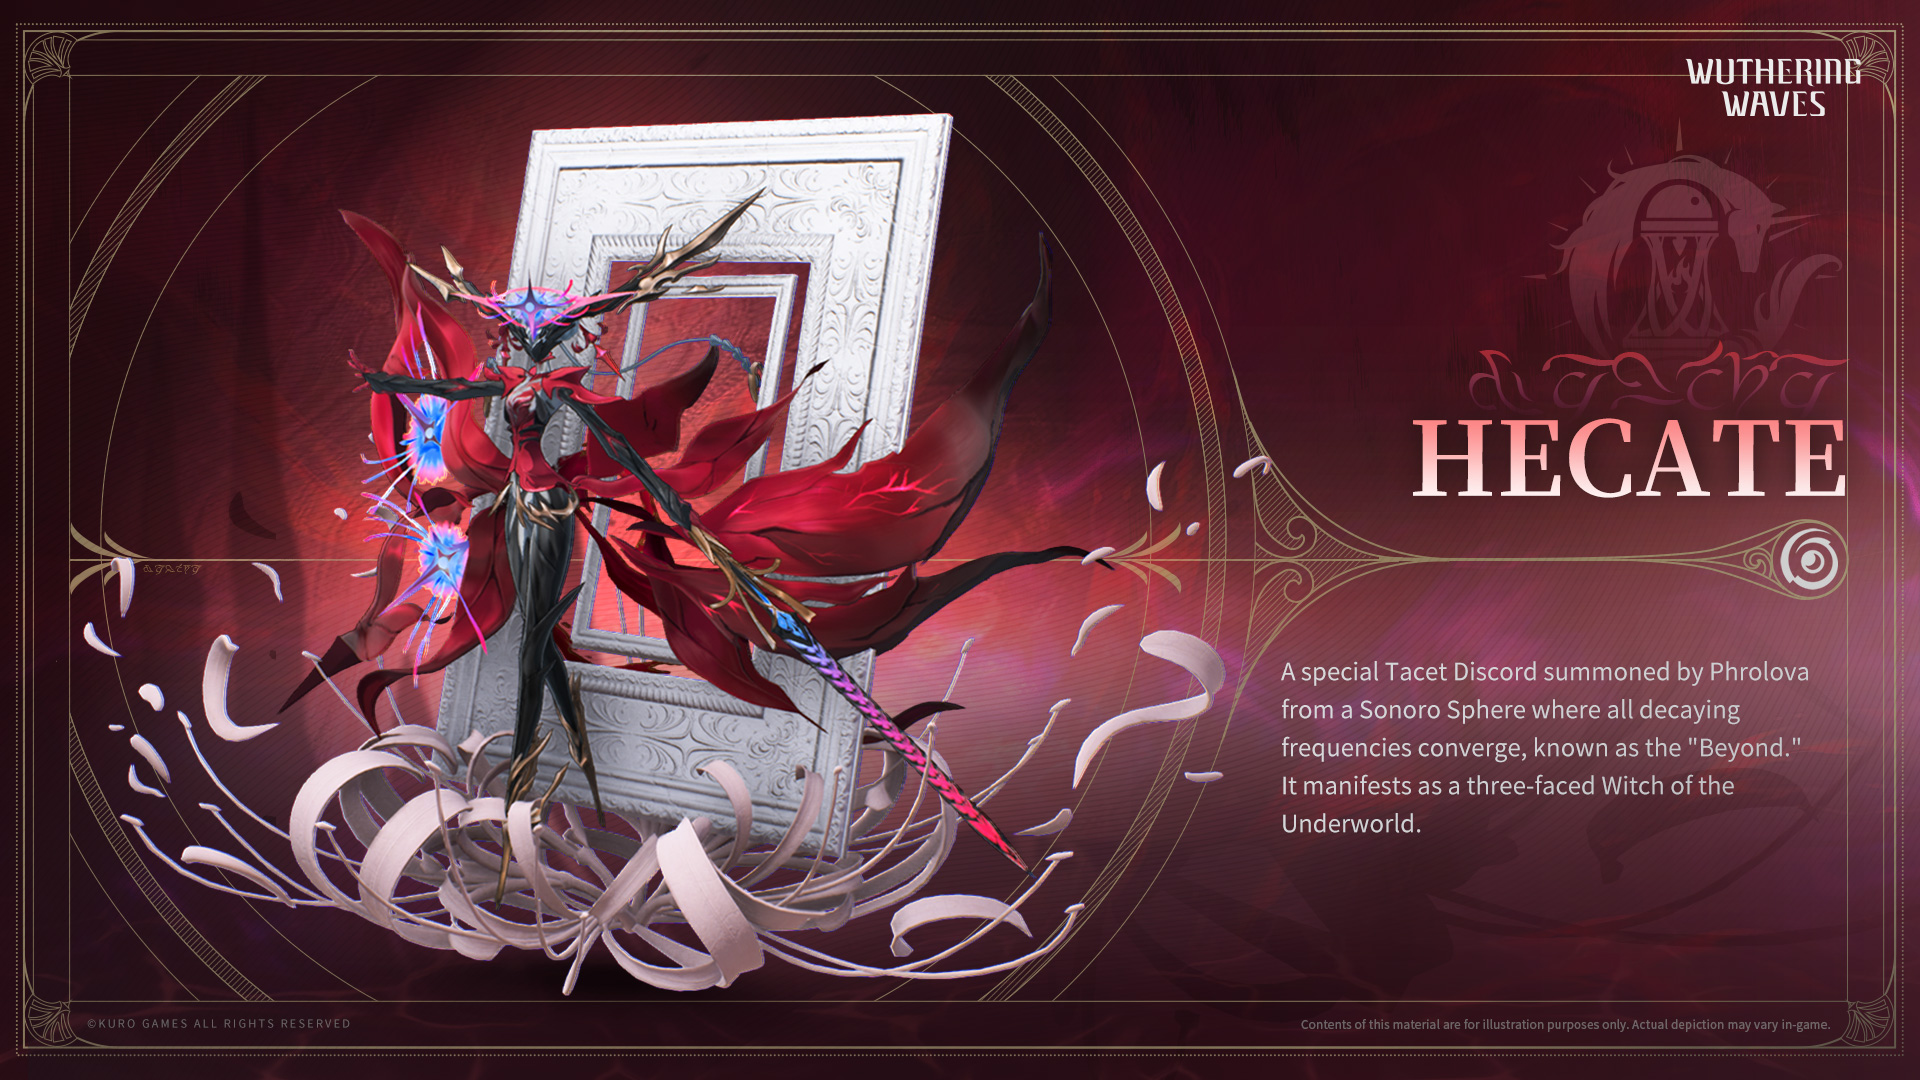 WUTHERING
WAVES
HECATE
A special Tacet Discord summoned by Phrolova
from a Sonoro Sphere where all decaying
frequencies converge, known as the "Beyond."
It manifests as a three-faced Witch of the
Underworld.
©KURO GAMES ALL RIGHTS RESERVED
Contents of this material are for illustration purposes only. Actual depiction may vary in-game.